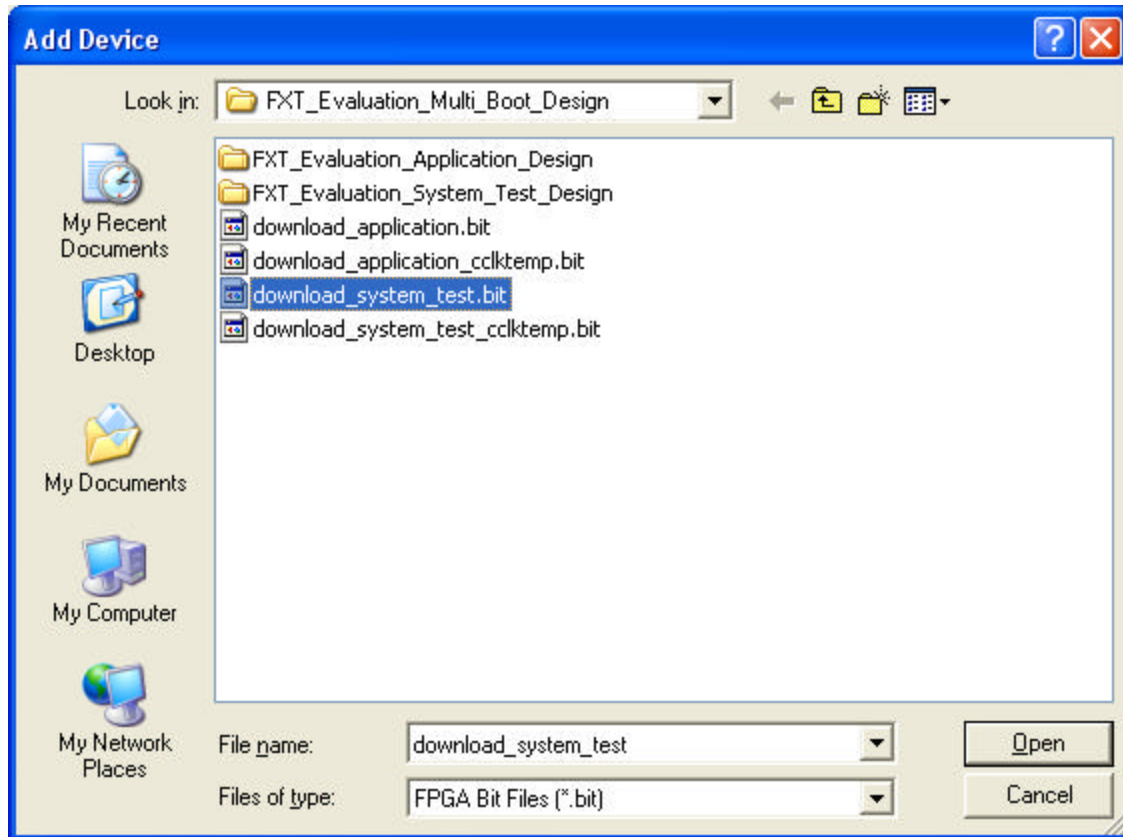 Add Device
Look in: FXT_Evaluation_Multi_Boot_Design
My Recent
Documents
Desktop
My Documents
My Computer
My Network
Places
FXT_Evaluation_Application_Design
FXT_Evaluation_System_Test_Design
download_application.bit
download_application_cclktemp.bit
download_system_test.bit
download_system_test_cclktemp.bit
File name: download_system_test Open
Files of type: FPGA Bit Files (*.bit) Cancel